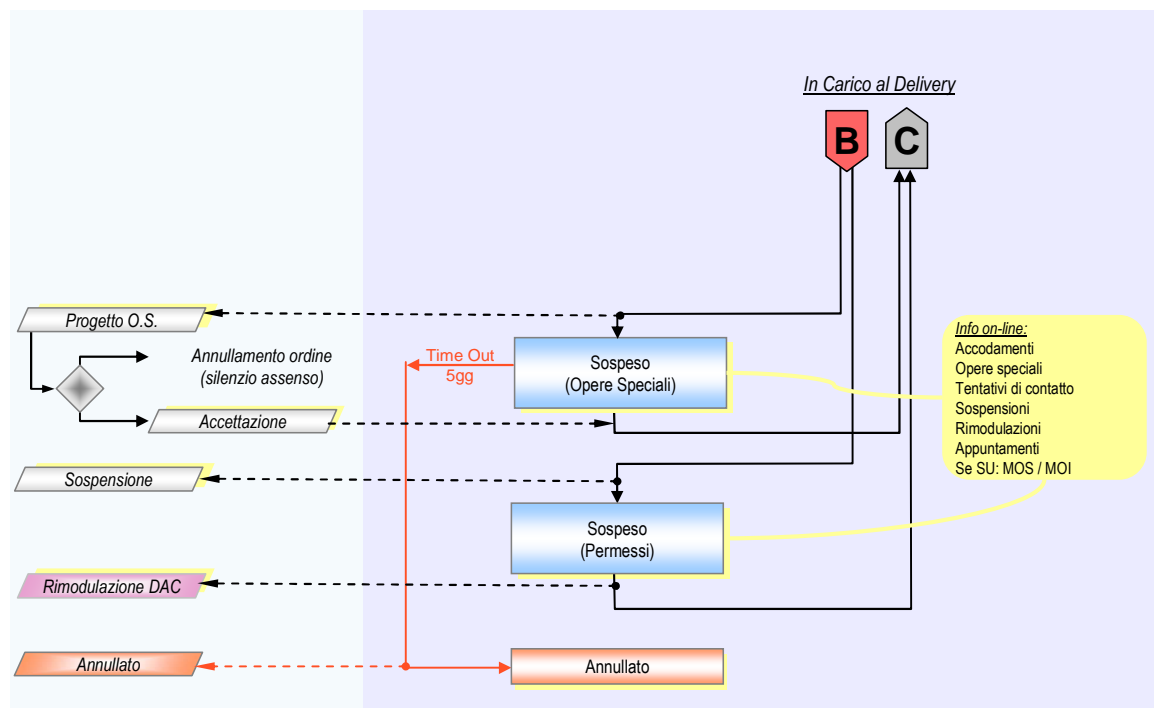 In Carico al Delivery
B
C
Progetto O.S.
Annullamento ordine
(silenzio assenso)
Accettazione
Time Out
5gg
Sospeso
(Opere Speciali)
Info on-line:
Accodamenti
Opere speciali
Tentativi di contatto
Sospensioni
Rimodulazioni
Appuntamenti
Se SU: MOS / MOI
Sospensione
Sospeso
(Permessi)
Rimodulazione DAC
Annullato
Annullato